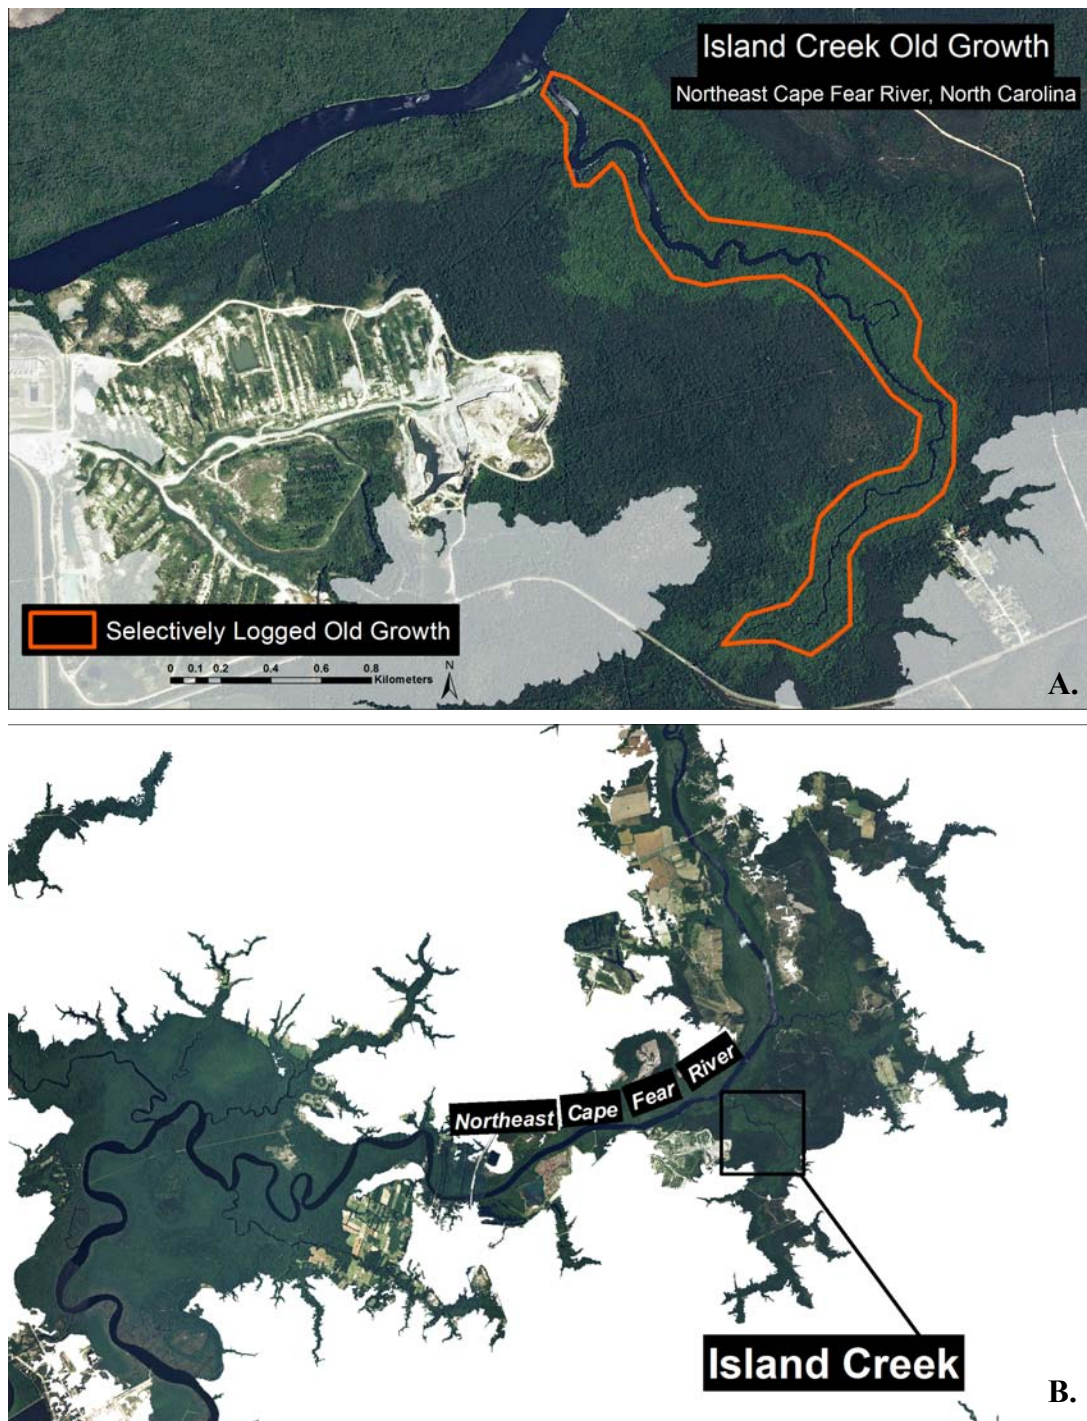 Island Creek Old Growth
Northeast Cape Fear River, North Carolina
Selectively Logged Old Growth
0 0.1 0.2 0.4 0.6 0.8
Kilometers
N
A.
Northeast Cape Fear River
Island Creek
B.